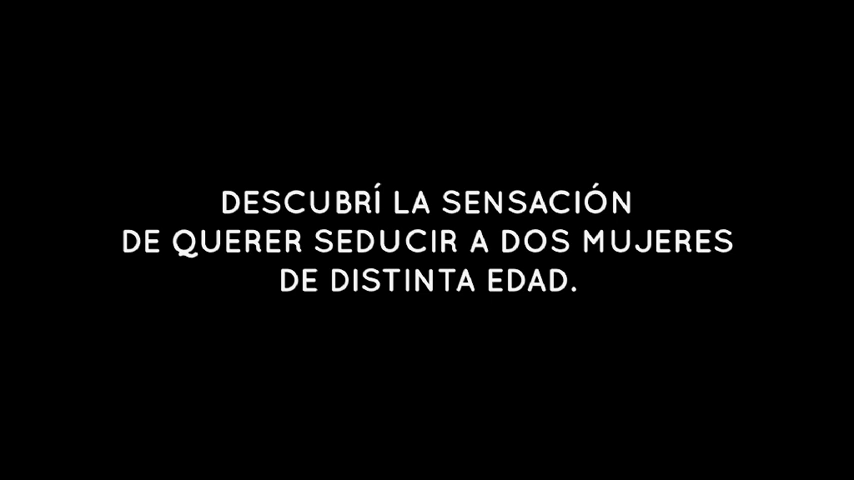 DESCUBRÍ LA SENSACIÓN
DE QUERER SEDUCIR A DOS MUJERES
DE DISTINTA EDAD.